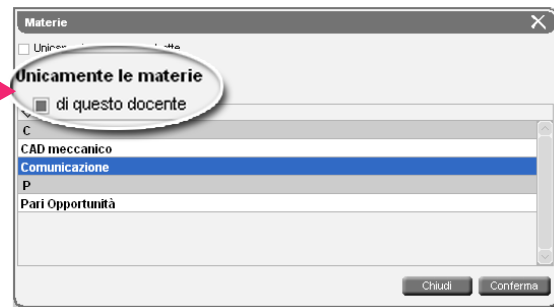 Materie
Unicamente le materie
di questo docente
C
CAD meccanico
Comunicazione
P
Pari Opportunità
Chiudi
Conferma